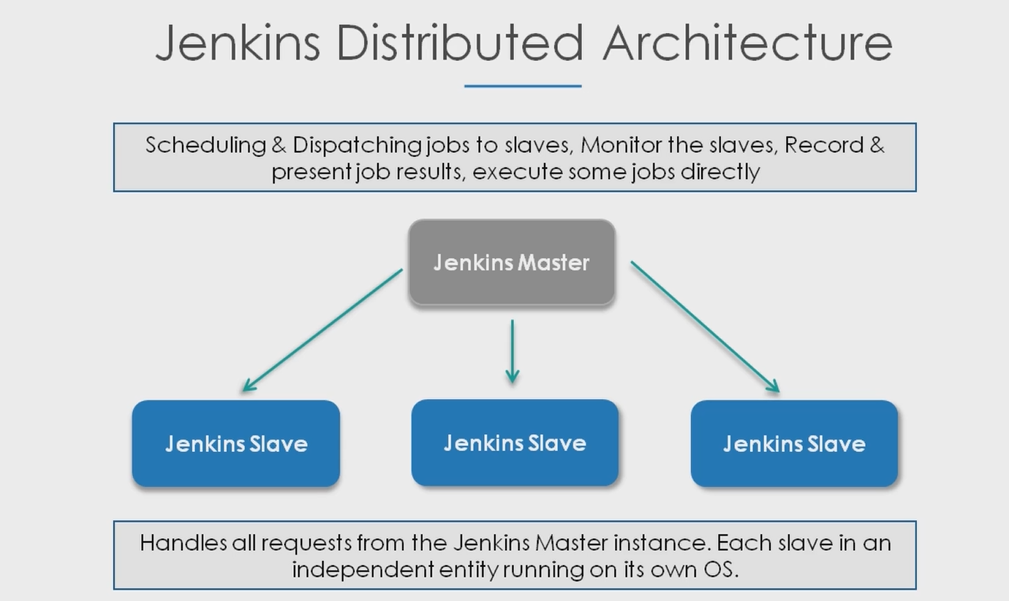 Jenkins Distributed Architecture
Scheduling & Dispatching jobs to slaves, Monitor the slaves, Record &
present job results, execute some jobs directly
Jenkins Master
Jenkins Slave
Jenkins Slave
Jenkins Slave
Handles all requests from the Jenkins Master instance. Each slave in an
independent entity running on its own OS.